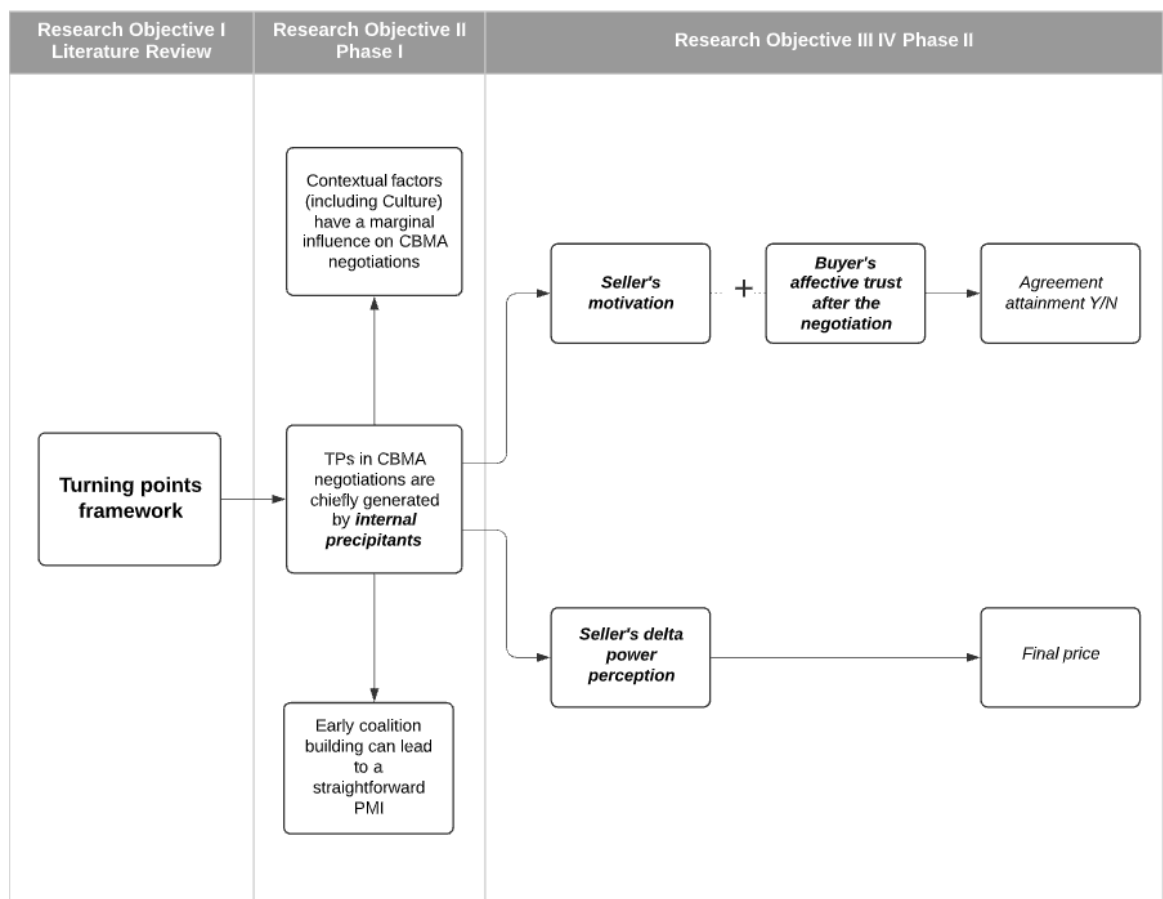 Research Objective I
Literature Review
Research Objective II
Phase I
Research Objective III IV Phase II
Contextual factors
(including Culture)
have a marginal
influence on CBMA
negotiations
Seller's
motivation
+
Buyer's
affective trust
after the
negotiation
Agreement
attainment Y/N
Turning points
framework
TPs in CBMA
negotiations are
chiefly generated
by internal
precipitants
Seller's delta
power
perception
Final price
Early coalition
building can lead
to a
straightforward
PMI